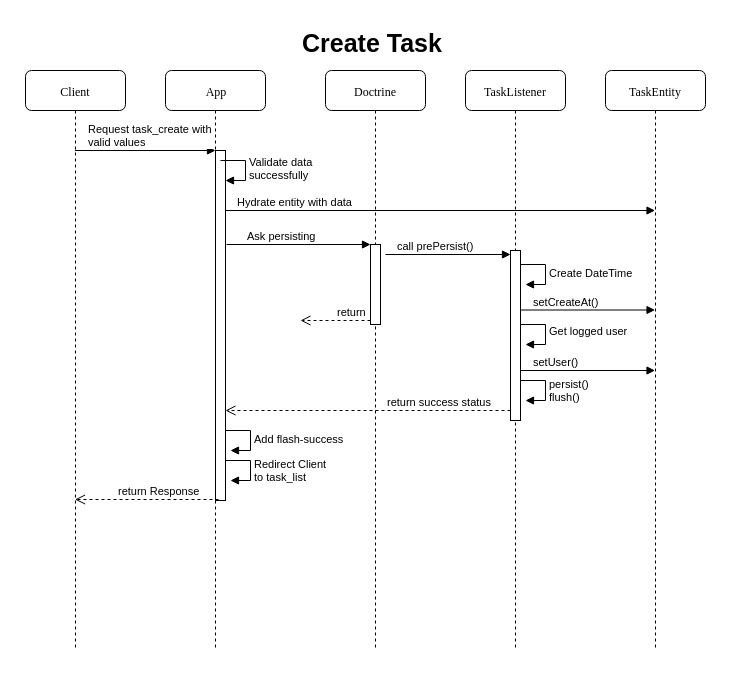 Create Task
Client
App
Doctrine
TaskListener
TaskEntity
Request task_create with
valid values
Validate data
successfully
Hydrate entity with data
Ask persisting
call prePersist()
Create DateTime
setCreateAt()
return
Get logged user
setUser()
persist()
flush()
return success status
Add flash-success
Redirect Client
to task_list
return Response